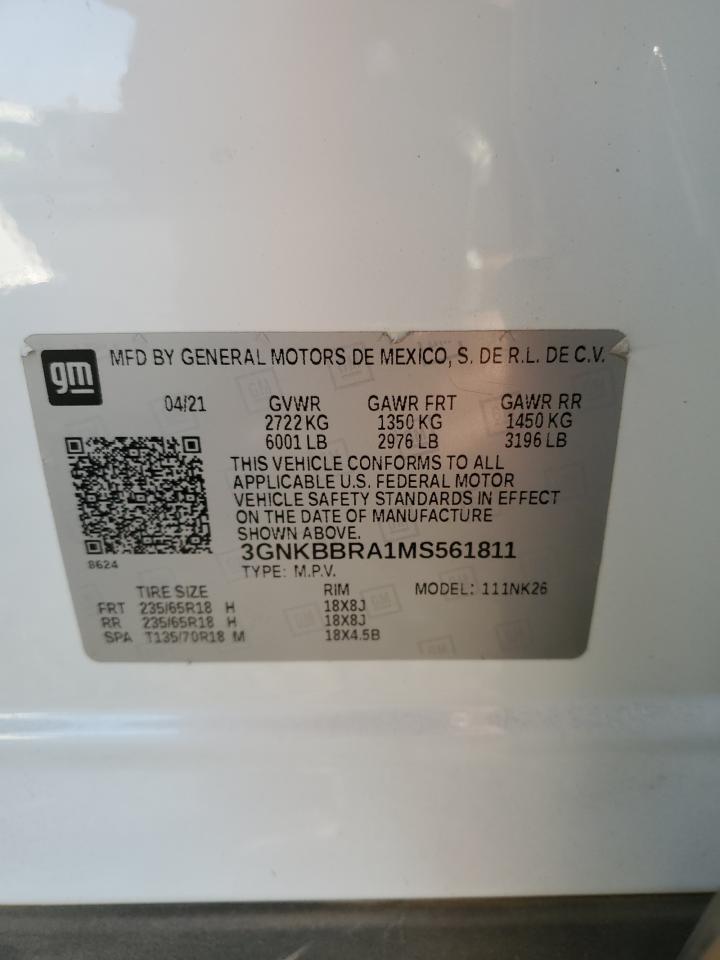 gm
MFD BY GENERAL MOTORS DE MEXICO, S. DE R.L. DE C.V.
04/21 GVWR GAWR FRT GAWR RR
2722 KG 1350 KG 1450 KG
6001 LB 2976 LB 3196 LB
THIS VEHICLE CONFORMS TO ALL
APPLICABLE U.S. FEDERAL MOTOR
VEHICLE SAFETY STANDARDS IN EFFECT
ON THE DATE OF MANUFACTURE
SHOWN ABOVE.
3GNKBBRA1MS561811
8624
TYPE: M.P.V.
TIRE SIZE RIM MODEL: 111NK26
FRT 235/65R18 H 18X8J
RR 235/65R18 H 18X8J
SPA T135/70R18 M 18X4.5B